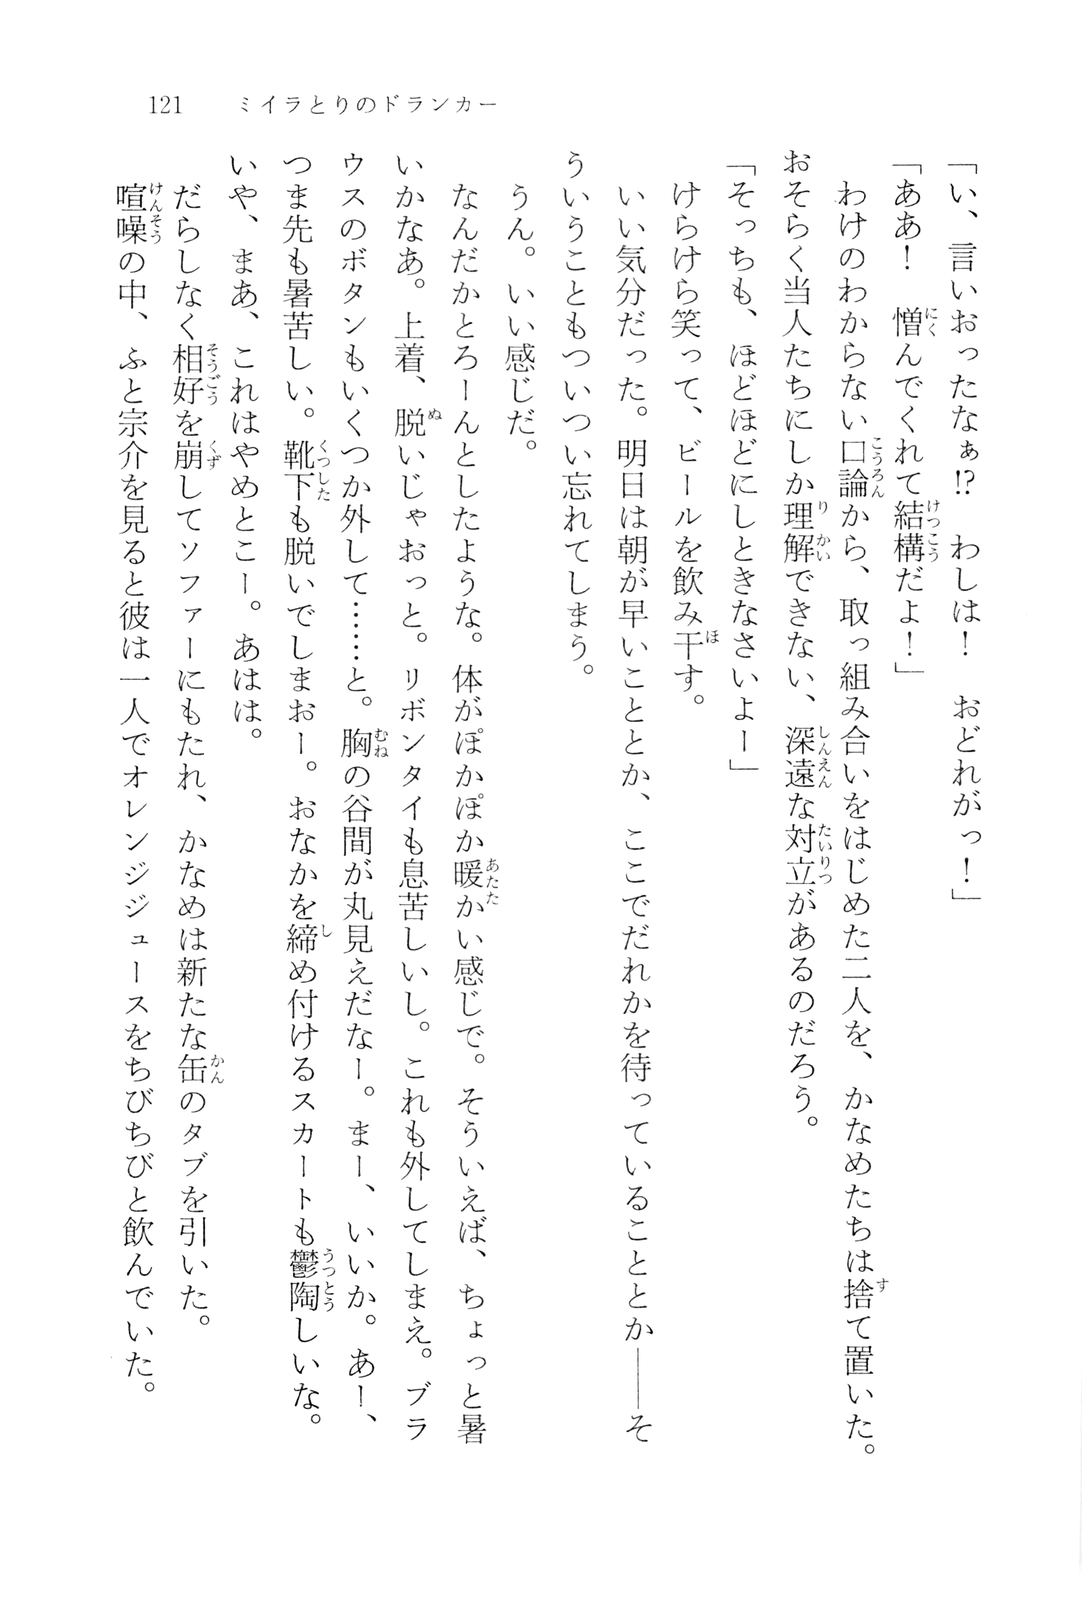 121　ミイラとりのドランカー
「い、言いおったなぁ!?　わしは！　おどれがっ！」
「ああ！　憎んでくれて結構だよ！」
　わけのわからない口論から、取っ組み合いをはじめた二人を、かなめたちは捨て置いた。
おそらく当人たちにしか理解できない、深遠な対立があるのだろう。
「そっちも、ほどほどにしときなさいよー」
　けらけら笑って、ビールを飲み干す。
　いい気分だった。明日は朝が早いこととか、ここでだれかを待っていることとか――そ
ういうこともついつい忘れてしまう。
　うん。いい感じだ。
　なんだかとろーんとしたような。体がぽかぽか暖かい感じで。そういえば、ちょっと暑
いかなあ。上着、脱いじゃおっと。リボンタイも息苦しいし。これも外してしまえ。ブラ
ウスのボタンもいくつか外して……と。胸の谷間が丸見えだなー。まー、いいか。あー、
つま先も暑苦しい。靴下も脱いでしまおー。おなかを締め付けるスカートも鬱陶しいな。
いや、まあ、これはやめとこー。あはは。
　だらしなく相好を崩してソファーにもたれ、かなめは新たな缶のタブを引いた。
　喧噪の中、ふと宗介を見ると彼は一人でオレンジジュースをちびちびと飲んでいた。